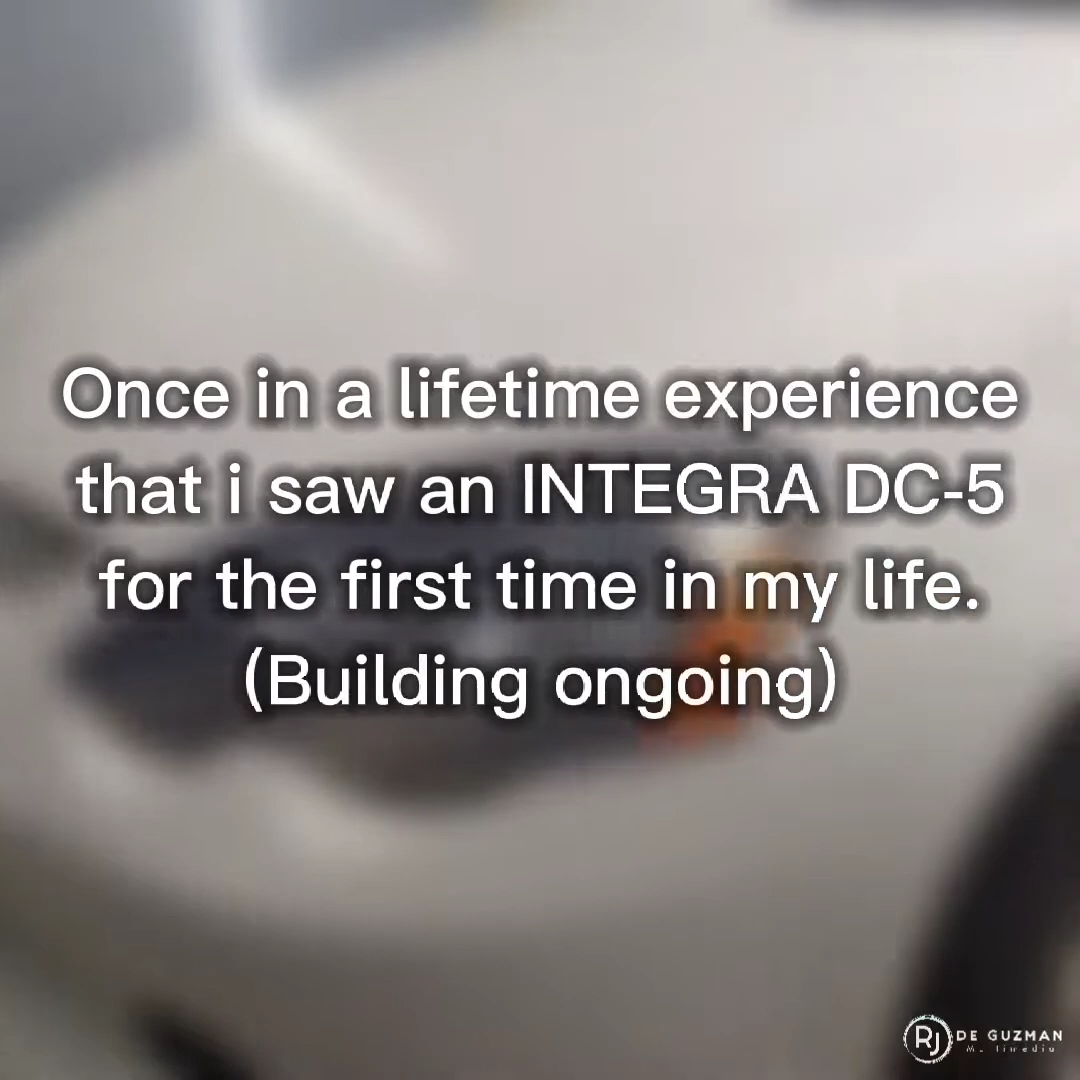 Once in a lifetime experience
that i saw an INTEGRA DC-5
for the first time in my life.
(Building ongoing)
RJ DE GUZMAN